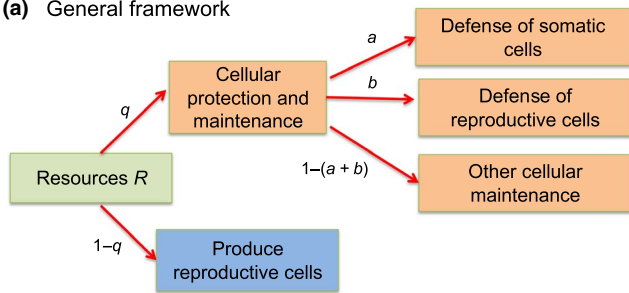 (a) General framework
Defense of somatic
cells
a
Cellular
protection and
maintenance
b
Defense of
reproductive cells
q
1–(a + b)
Other cellular
maintenance
Resources R
1–q
Produce
reproductive cells